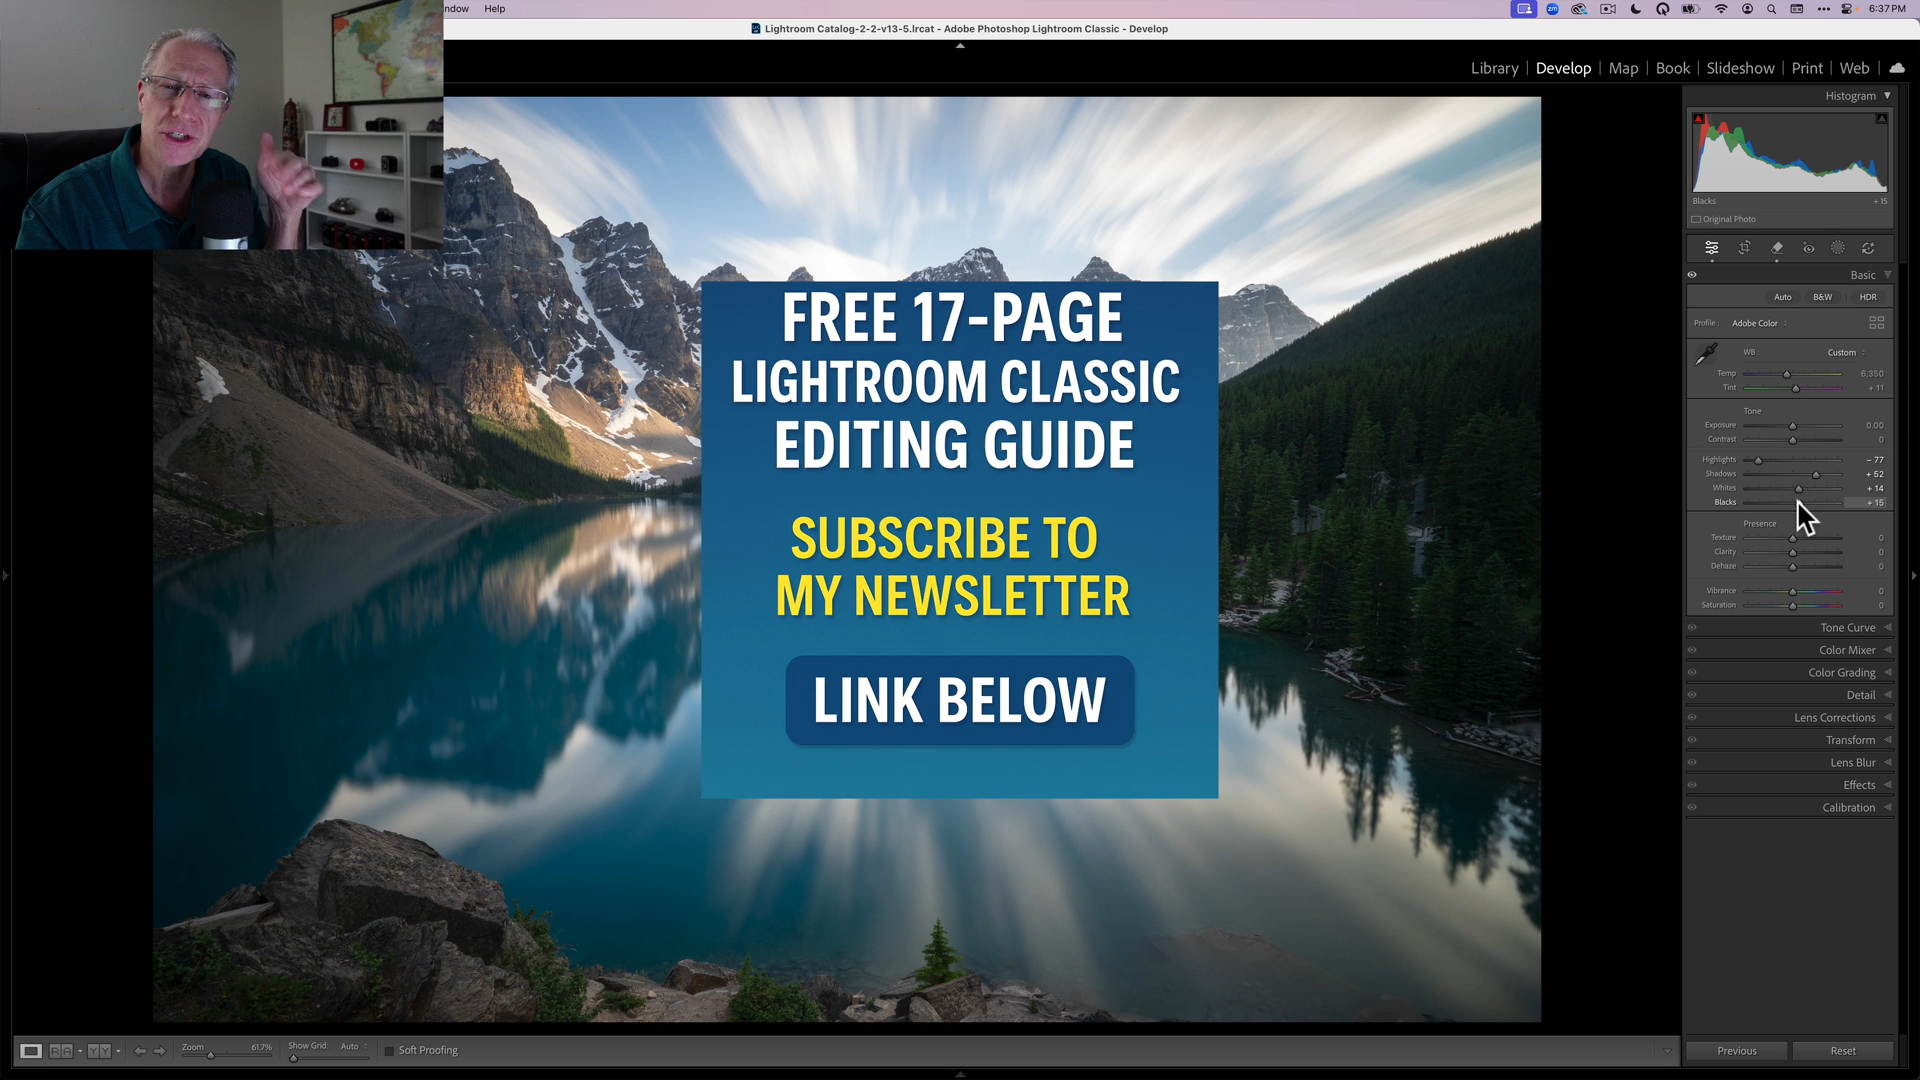 ndow Help
6:37PM
Lightroom Catalog-2-2-v13-5.lrcat - Adobe Photoshop Lightroom Classic - Develop
Library | Develop | Map | Book | Slideshow | Print | Web
Histogram
Blacks +15
Original Photo
Basic
Auto B&W HDR
Profile: Adobe Color
WB: Custom
Temp 6,350
Tint + 11
Tone
Exposure 0.00
Contrast 0
Highlights - 77
Shadows + 52
Whites + 14
Blacks + 15
Presence
Texture 0
Clarity 0
Dehaze 0
Vibrance 0
Saturation 0
Tone Curve
Color Mixer
Color Grading
Detail
Lens Corrections
Transform
Lens Blur
Effects
Calibration
FREE 17-PAGE
LIGHTROOM CLASSIC
EDITING GUIDE
SUBSCRIBE TO
MY NEWSLETTER
LINK BELOW
Zoom 61.7% Show Grid: Auto Soft Proofing
Previous Reset